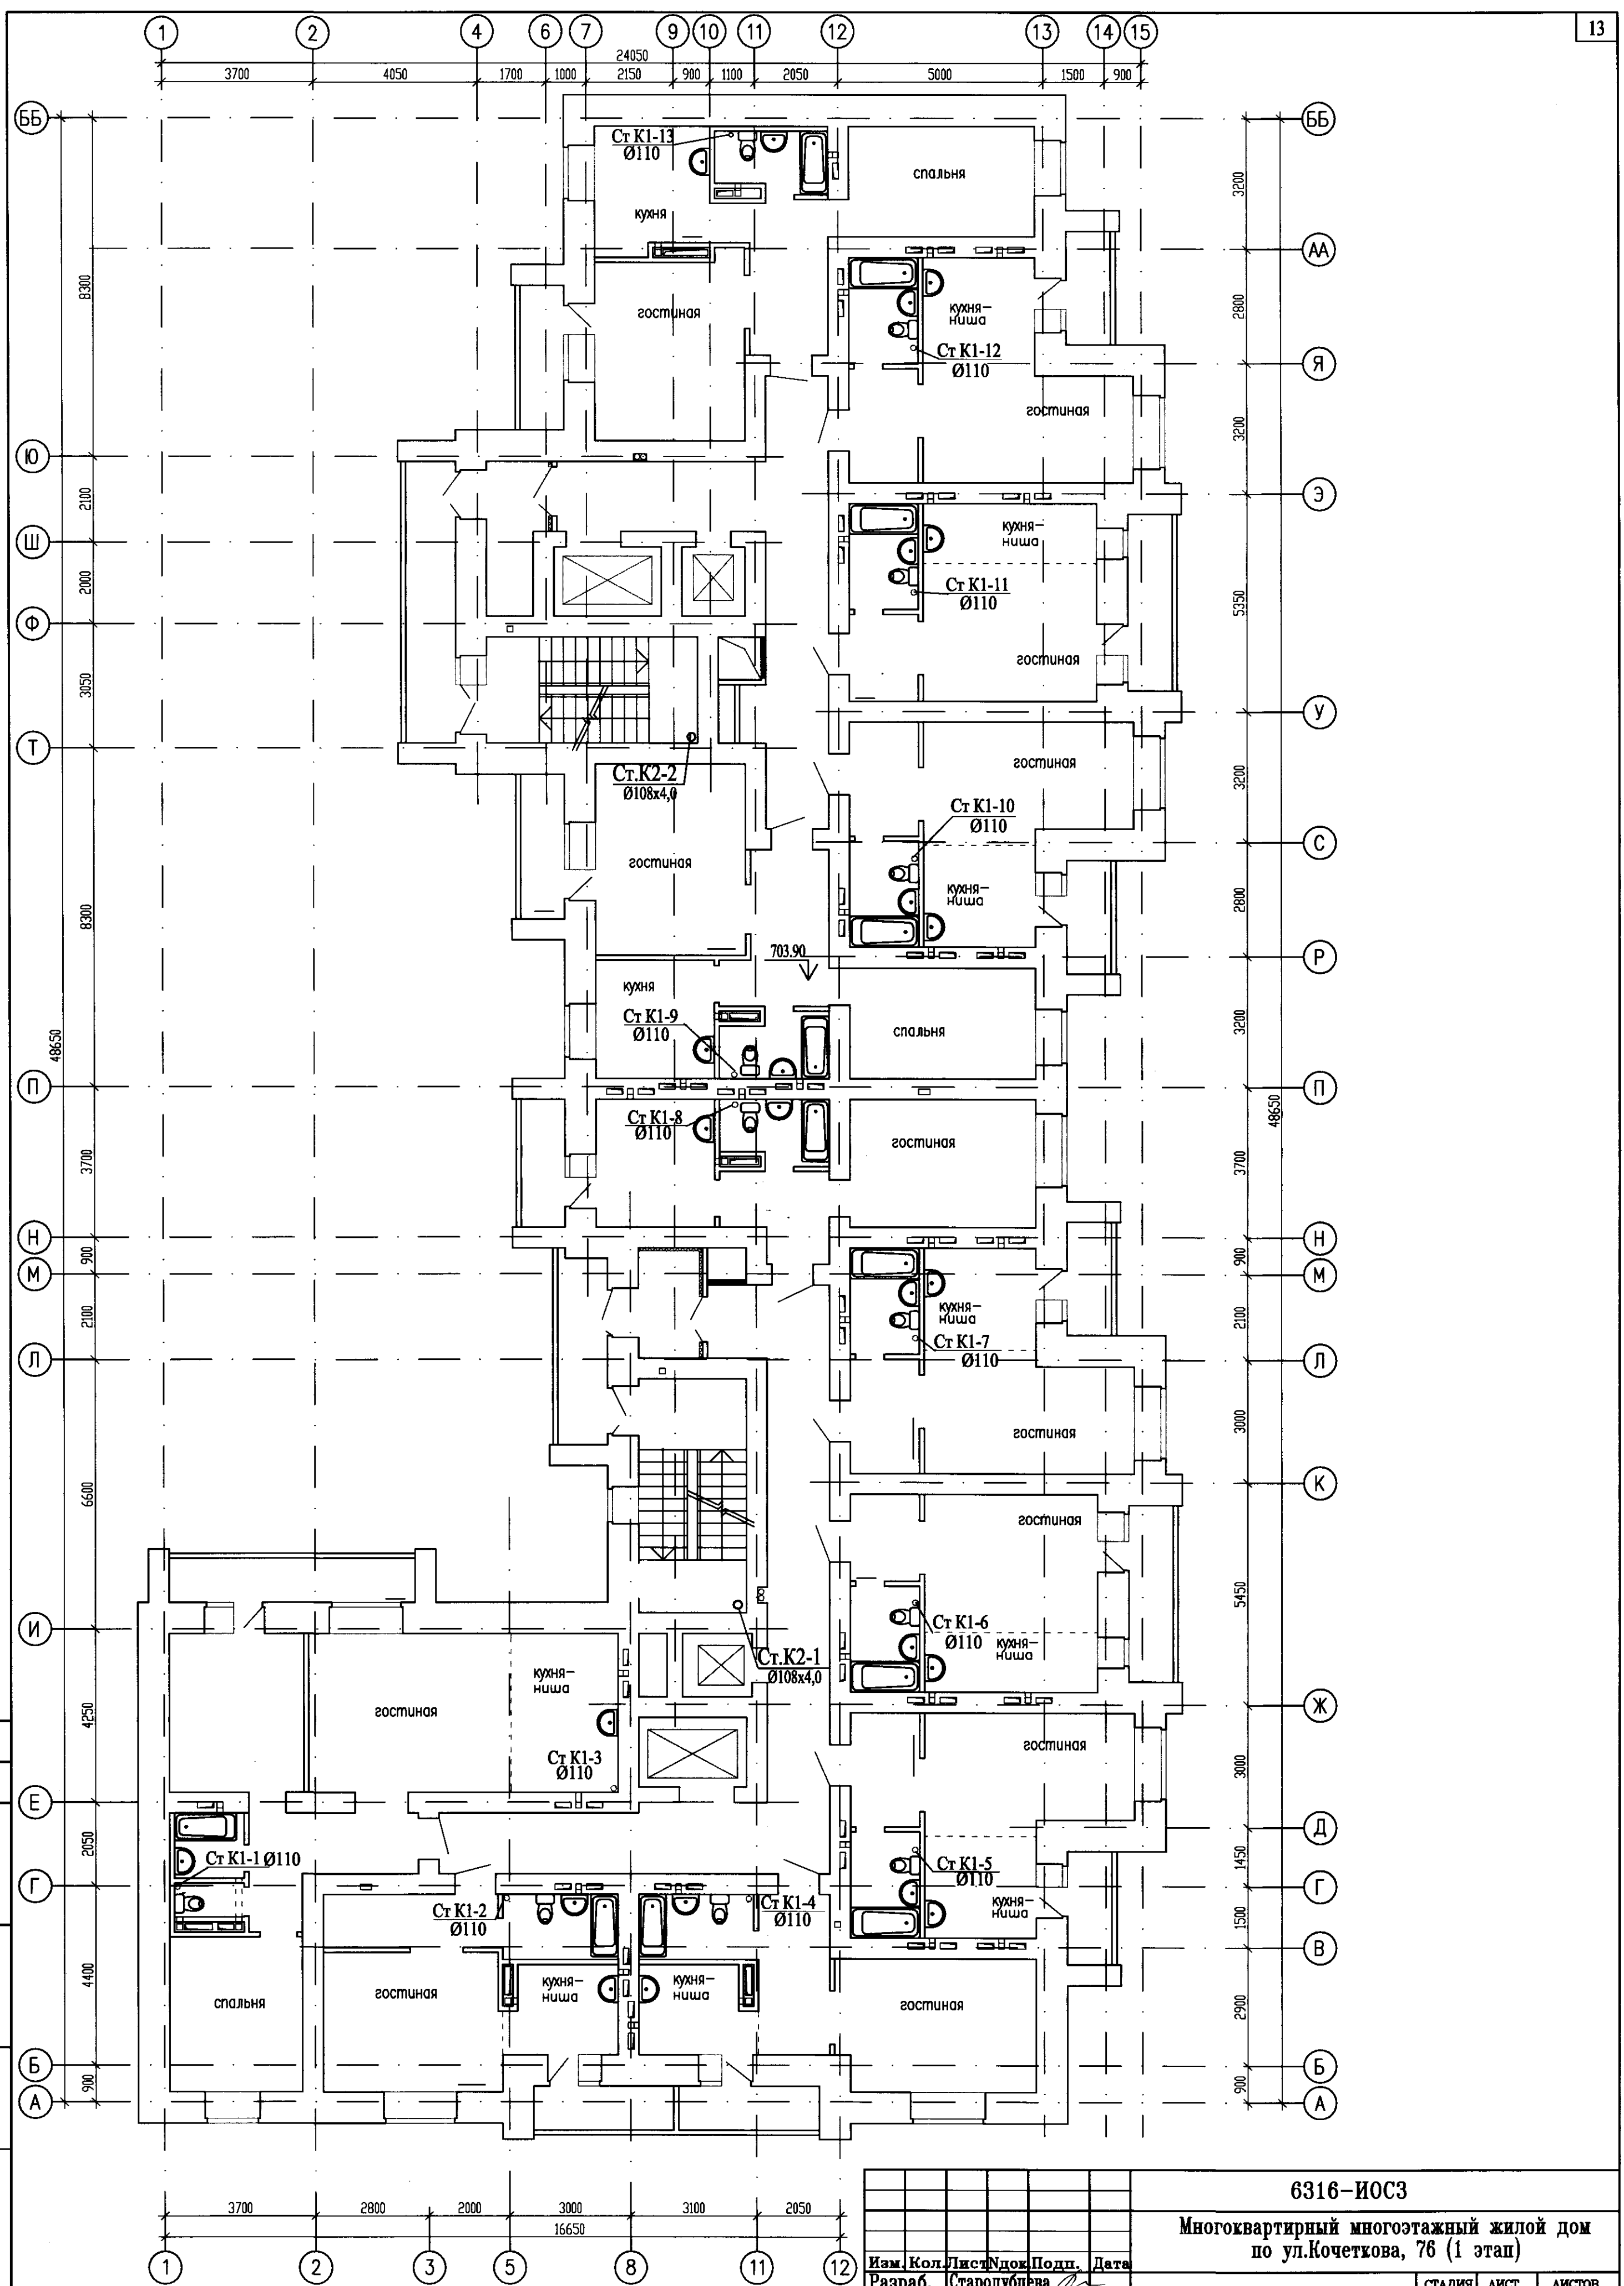 13
1 2 4 6 7 9 10 11 12 13 14 15
24050
3700 4050 1700 1000 2150 900 1100 2050 5000 1500 900
ББ ББ
Ст К1-13
Ø110
спальня
3200
кухня
АА
8300
гостиная
кухня-
ниша
2800
Ст К1-12
Ø110
Я
гостиная
3200
Ю
2100
Э
кухня-
ниша
Ш
2000
Ст К1-11
Ø110
5350
Ф
гостиная
3050
У
Т
гостиная
3200
Ст.К2-2
Ø108х4,0
Ст К1-10
Ø110
С
гостиная
кухня-
ниша
2800
8300
703.90
Р
кухня
Ст К1-9
Ø110
спальня
3200
48650
П П
48650
Ст К1-8
Ø110
гостиная
3700 3700
Н Н
900 900
М М
кухня-
ниша
2100 2100
Ст К1-7
Ø110
Л Л
гостиная
3000
К
6600
гостиная
5450
И
Ст К1-6
Ø110
кухня-
ниша
Ст.К2-1
Ø108х4,0
кухня-
ниша
гостиная
4250
Ж
гостиная
3000
Ст К1-3
Ø110
Е
Д
2050
Ст К1-1 Ø110
Ст К1-5
Ø110
1450
Г Г
Ст К1-2
Ø110
Ст К1-4
Ø110
кухня-
ниша
1500
В
4400
спальня
гостиная
кухня-
ниша
кухня-
ниша
гостиная
2900
Б Б
900 900
А А
3700 2800 2000 3000 3100 2050
16650
1 2 3 5 8 11 12
6316-ИОС3
Многоквартирный многоэтажный жилой дом
по ул.Кочеткова, 76 (1 этап)
Изм. Кол. Лист Nдок. Подп. Дата
Разраб. Стародубцева
СТАДИЯ ЛИСТ ЛИСТОВ